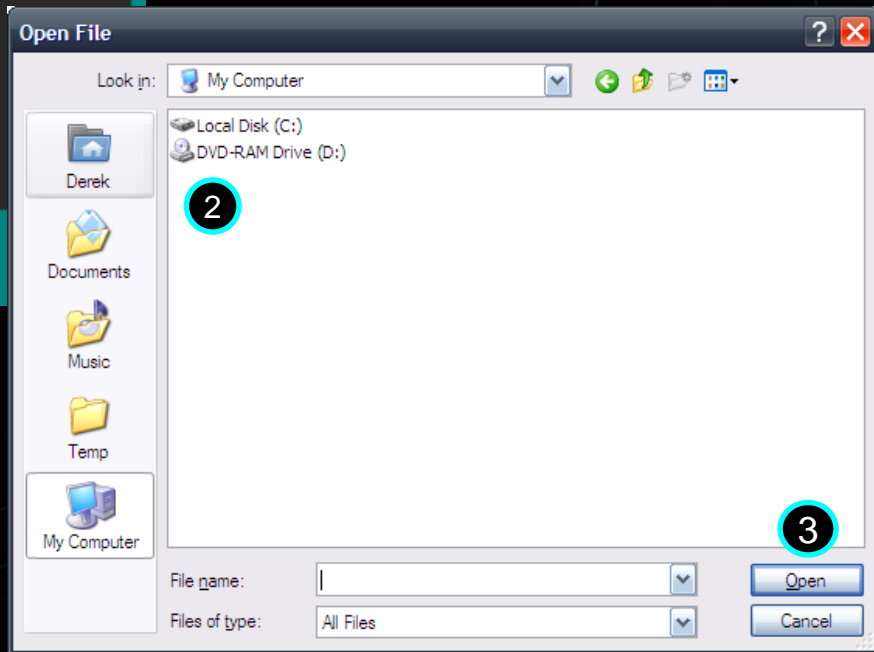 Open File
Look in: My Computer
Local Disk (C:)
DVD-RAM Drive (D:)
2
Derek
Documents
Music
Temp
My Computer
3
File name: Open
Files of type: All Files Cancel